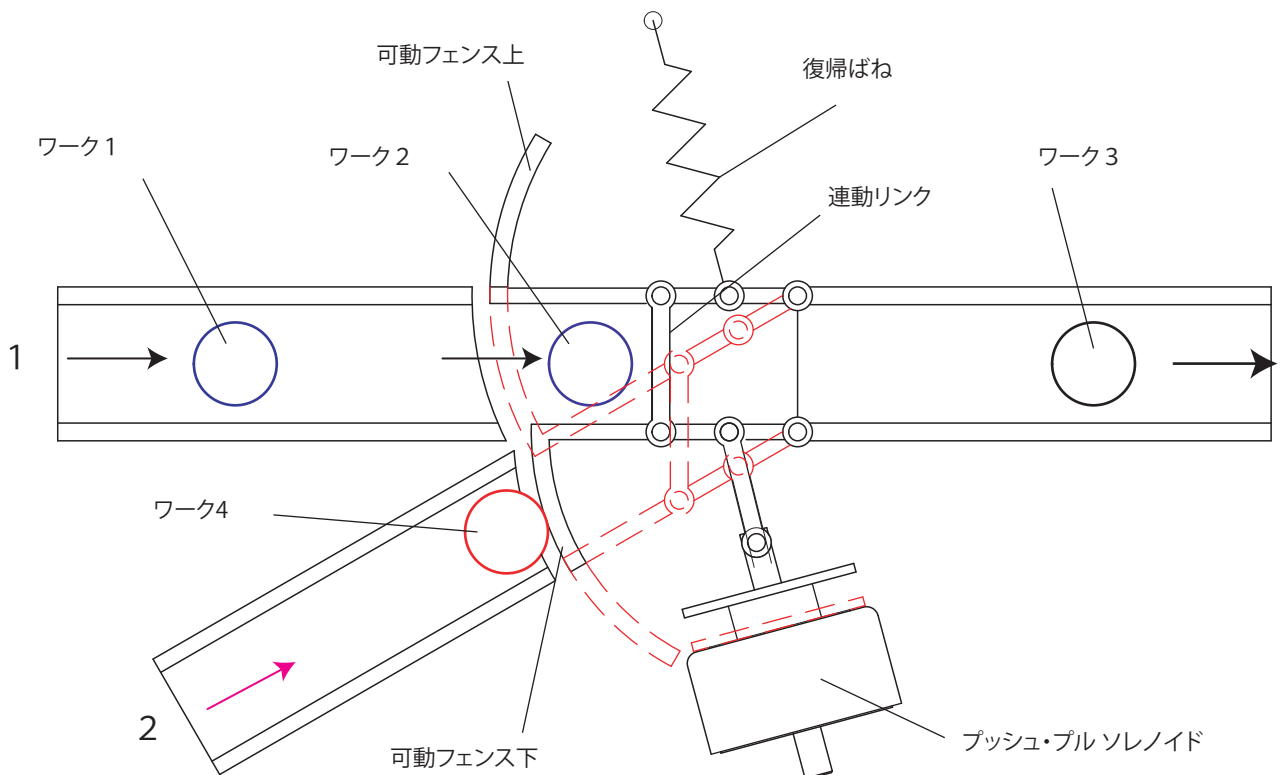 可動フェンス上
復帰ばね
ワーク1
ワーク2
ワーク3
連動リンク
1
ワーク4
2
可動フェンス下
プッシュ・プル ソレノイド